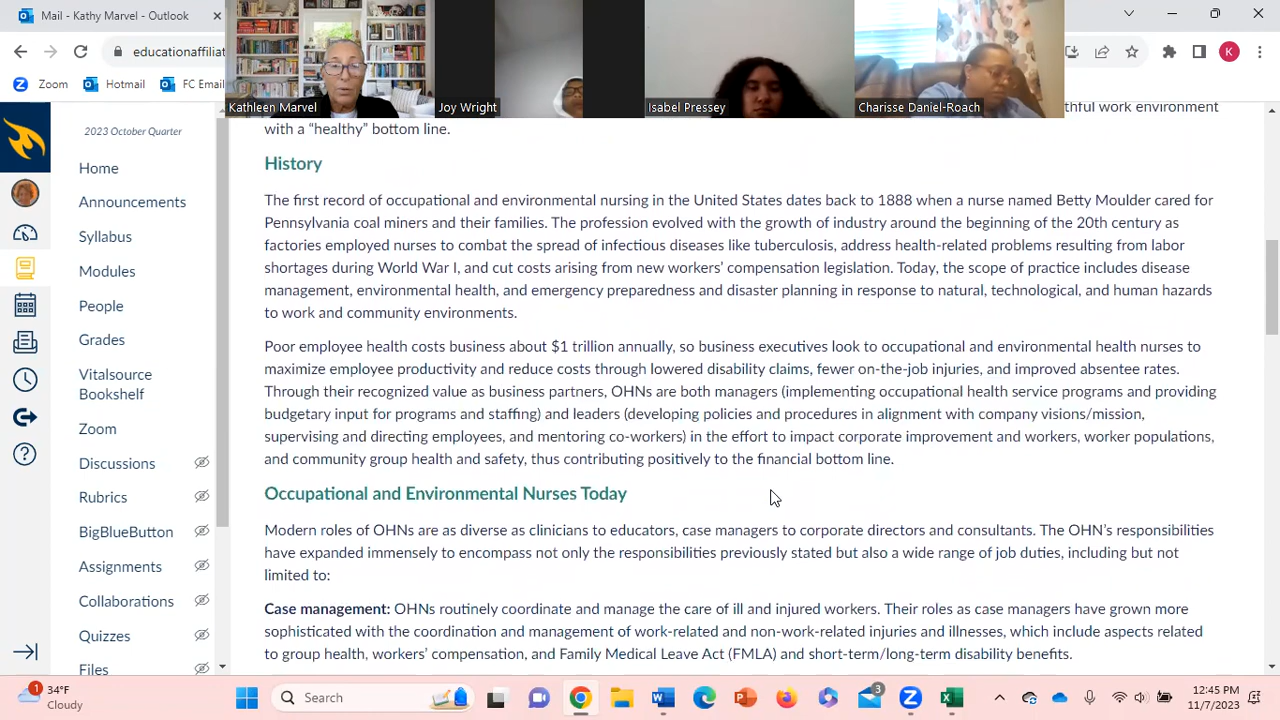 Mail - Kathy Marvel - Outlook
educationaffiliat
K
Zoom
Hotmail
FC Email
Kathleen Marvel
Joy Wright
Isabel Pressey
Charisse Daniel-Roach
2023 October Quarter
Home
Announcements
Syllabus
Modules
People
Grades
Vitalsource
Bookshelf
Zoom
Discussions
Rubrics
BigBlueButton
Assignments
Collaborations
Quizzes
Files
work environment
with a “healthy” bottom line.
History
The first record of occupational and environmental nursing in the United States dates back to 1888 when a nurse named Betty Moulder cared for
Pennsylvania coal miners and their families. The profession evolved with the growth of industry around the beginning of the 20th century as
factories employed nurses to combat the spread of infectious diseases like tuberculosis, address health-related problems resulting from labor
shortages during World War I, and cut costs arising from new workers’ compensation legislation. Today, the scope of practice includes disease
management, environmental health, and emergency preparedness and disaster planning in response to natural, technological, and human hazards
to work and community environments.
Poor employee health costs business about $1 trillion annually, so business executives look to occupational and environmental health nurses to
maximize employee productivity and reduce costs through lowered disability claims, fewer on-the-job injuries, and improved absentee rates.
Through their recognized value as business partners, OHNs are both managers (implementing occupational health service programs and providing
budgetary input for programs and staffing) and leaders (developing policies and procedures in alignment with company visions/mission,
supervising and directing employees, and mentoring co-workers) in the effort to impact corporate improvement and workers, worker populations,
and community group health and safety, thus contributing positively to the financial bottom line.
Occupational and Environmental Nurses Today
Modern roles of OHNs are as diverse as clinicians to educators, case managers to corporate directors and consultants. The OHN’s responsibilities
have expanded immensely to encompass not only the responsibilities previously stated but also a wide range of job duties, including but not
limited to:
Case management: OHNs routinely coordinate and manage the care of ill and injured workers. Their roles as case managers have grown more
sophisticated with the coordination and management of work-related and non-work-related injuries and illnesses, which include aspects related
to group health, workers’ compensation, and Family Medical Leave Act (FMLA) and short-term/long-term disability benefits.
1
34°F
Cloudy
Search
3
12:45 PM
11/7/2023